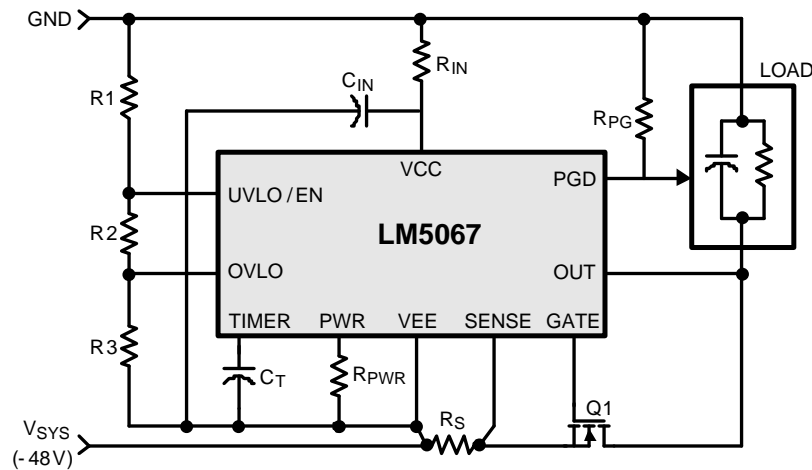 GND
R1
CIN
RIN
RPG
LOAD
VCC
UVLO / EN
PGD
R2
LM5067
OVLO
OUT
TIMER PWR VEE SENSE GATE
R3
CT
RPWR
RS
Q1
VSYS
(- 48V)